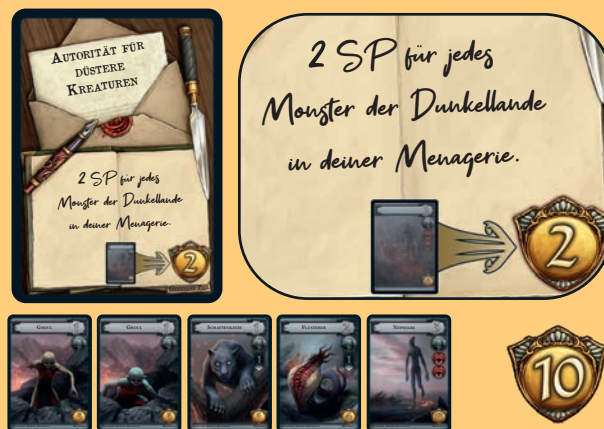 AUTORITÄT FÜR
DÜSTERE
KREATUREN
2 SP für jedes
Monster der Dunkellande
in deiner Menagerie.
2
2 SP für jedes
Monster der Dunkellande
in deiner Menagerie.
2
GHOUL
GHOUL
SCHATTENKATZE
FLÜSTERER
NEPHILIM
10